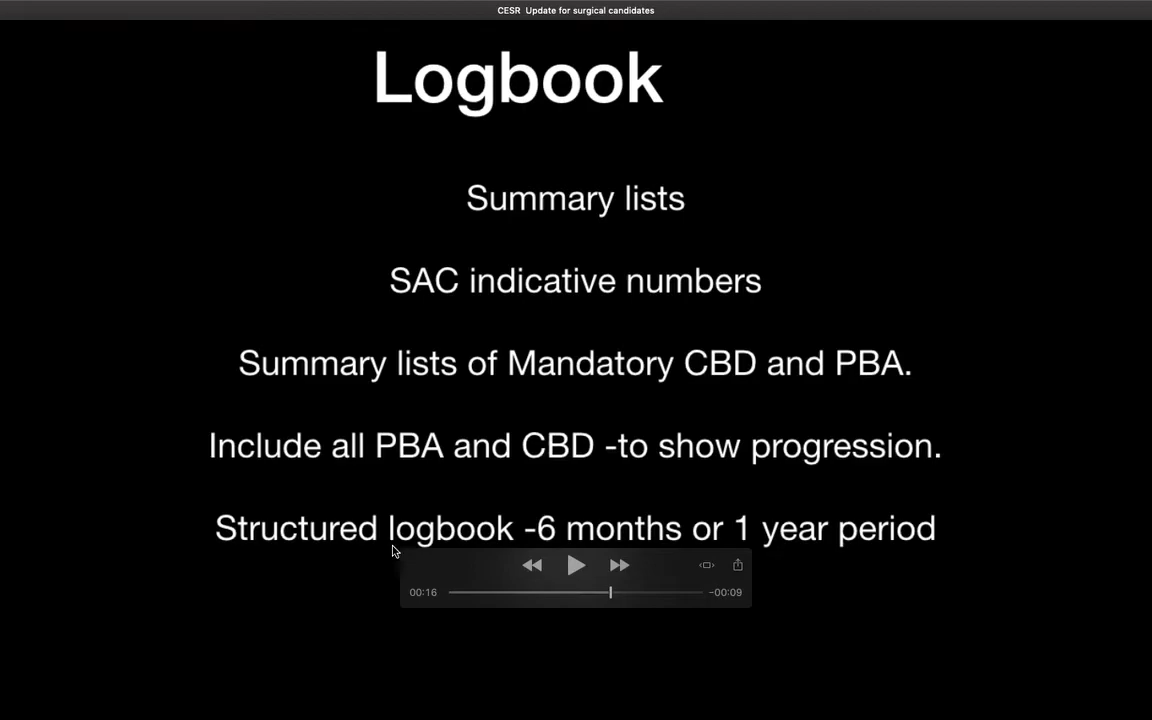 CESR Update for surgical candidates
Logbook
Summary lists
SAC indicative numbers
Summary lists of Mandatory CBD and PBA.
Include all PBA and CBD -to show progression.
Structured logbook -6 months or 1 year period
00:16
-00:09